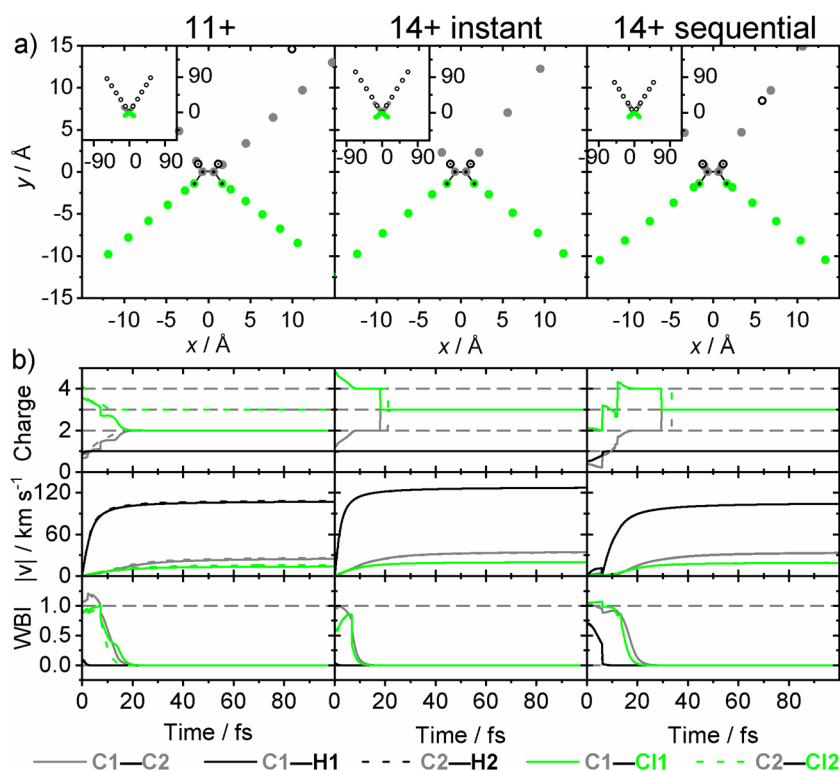 11+ 14+ instant 14+ sequential
a)
15 10 5 0 -5 -10 -15
y / Å
90 0 -90 0 90
90 0 -90 0 90
90 0 -90 0 90
-10 -5 0 5 10 -10 -5 0 5 10 -10 -5 0 5 10 15
x / Å x / Å x / Å
b)
Charge
4 2 0
|v| / km s⁻¹
120 60 0
WBI
1.0 0.5 0.0
0 20 40 60 80 0 20 40 60 80 0 20 40 60 80
Time / fs Time / fs Time / fs
C1—C2 C1—H1 C2—H2 C1—Cl1 C2—Cl2